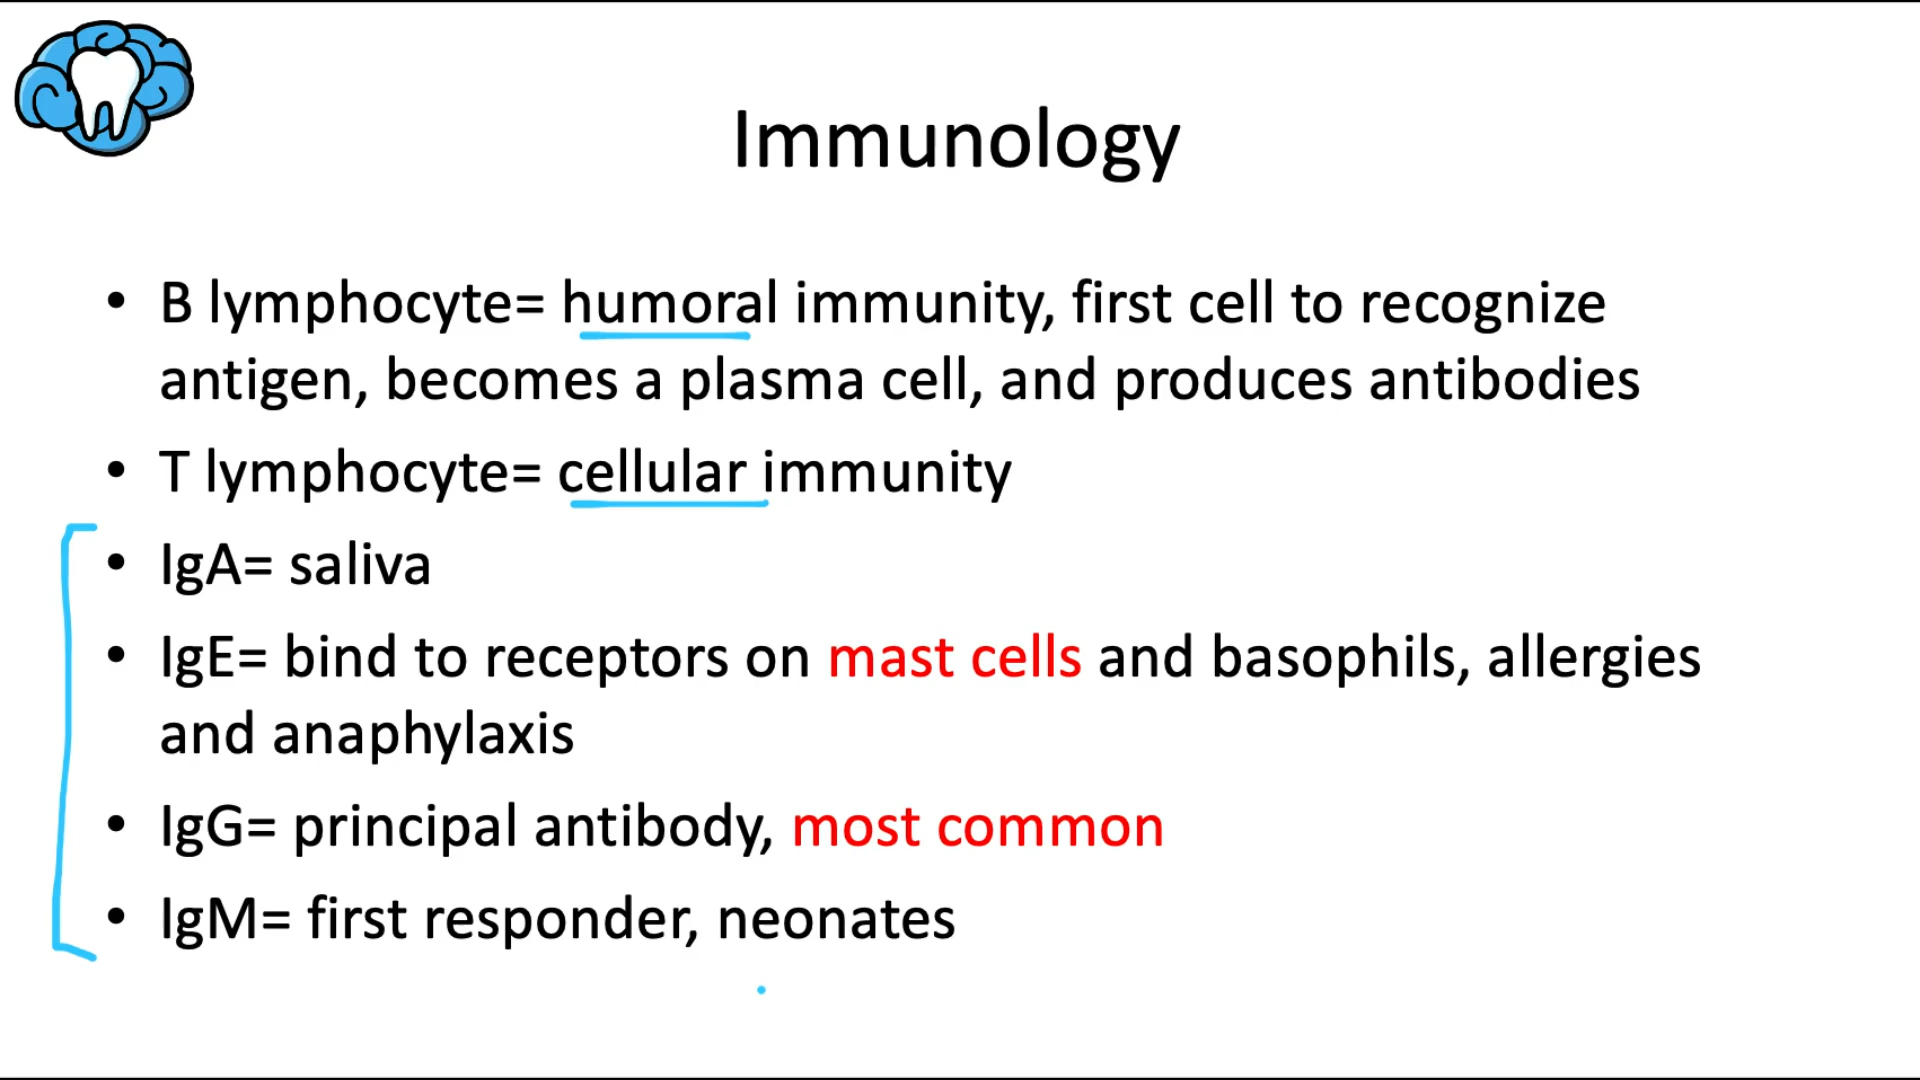 Immunology
• B lymphocyte= humoral immunity, first cell to recognize
antigen, becomes a plasma cell, and produces antibodies
• T lymphocyte= cellular immunity
• IgA= saliva
• IgE= bind to receptors on mast cells and basophils, allergies
and anaphylaxis
• IgG= principal antibody, most common
• IgM= first responder, neonates